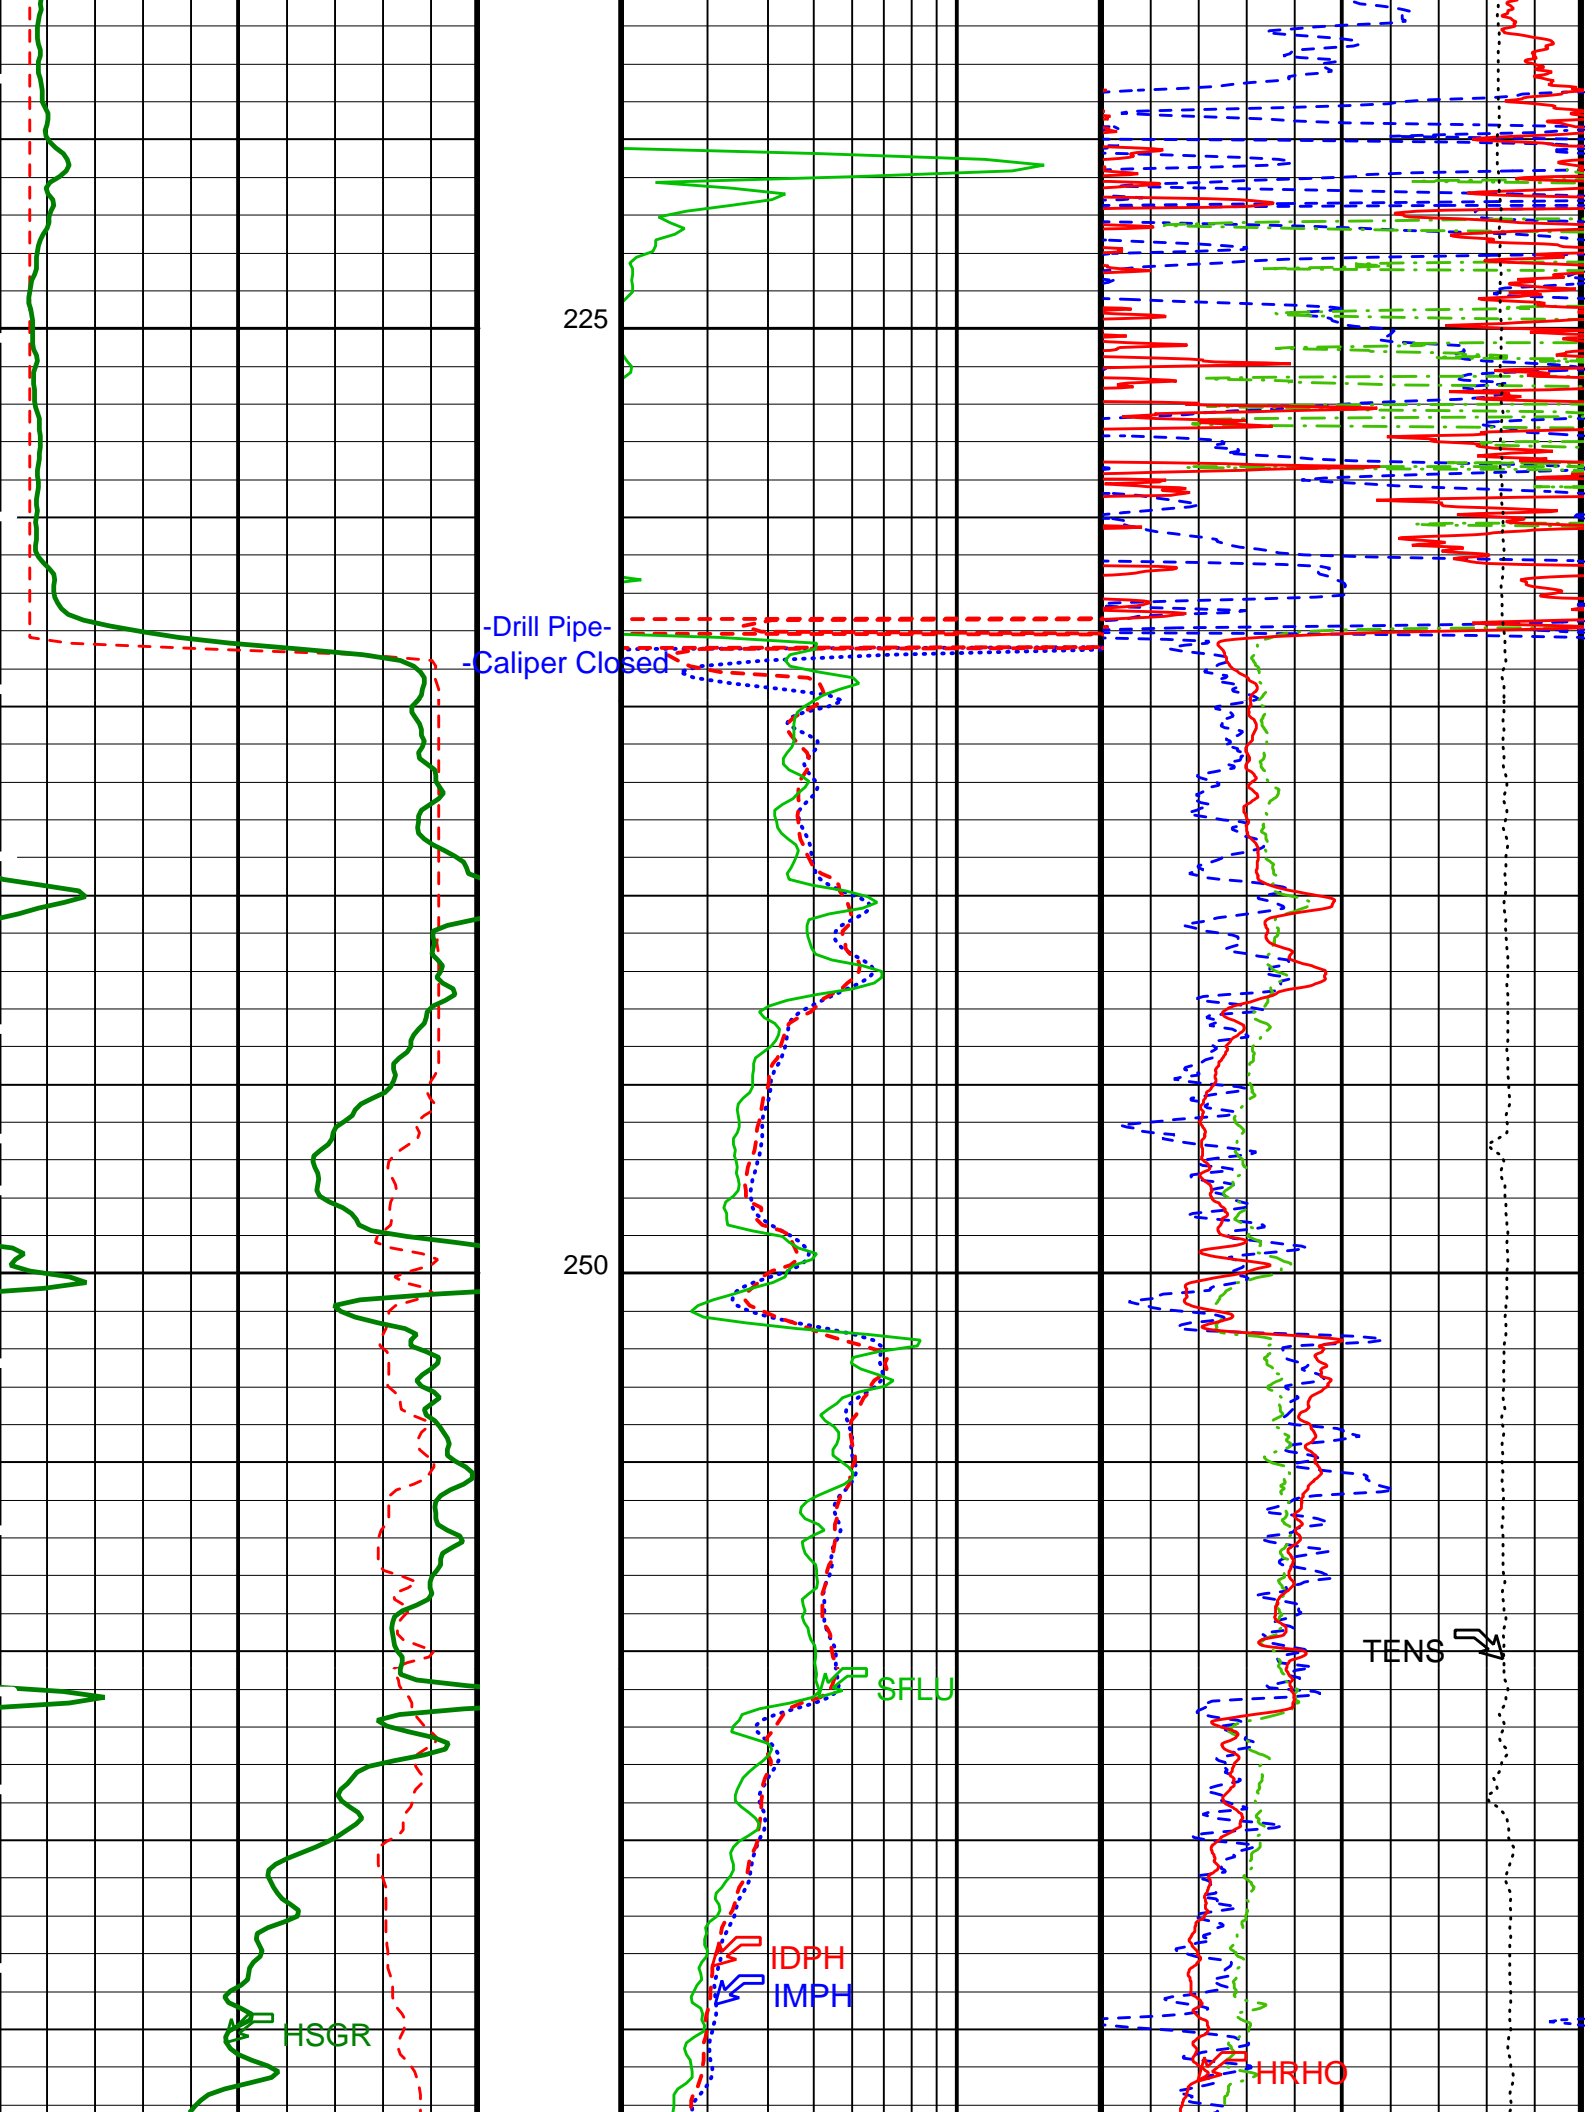 225
-Drill Pipe-
-Caliper Closed
250
TENS
SFLU
IDPH
IMPH
HSGR
HRHO